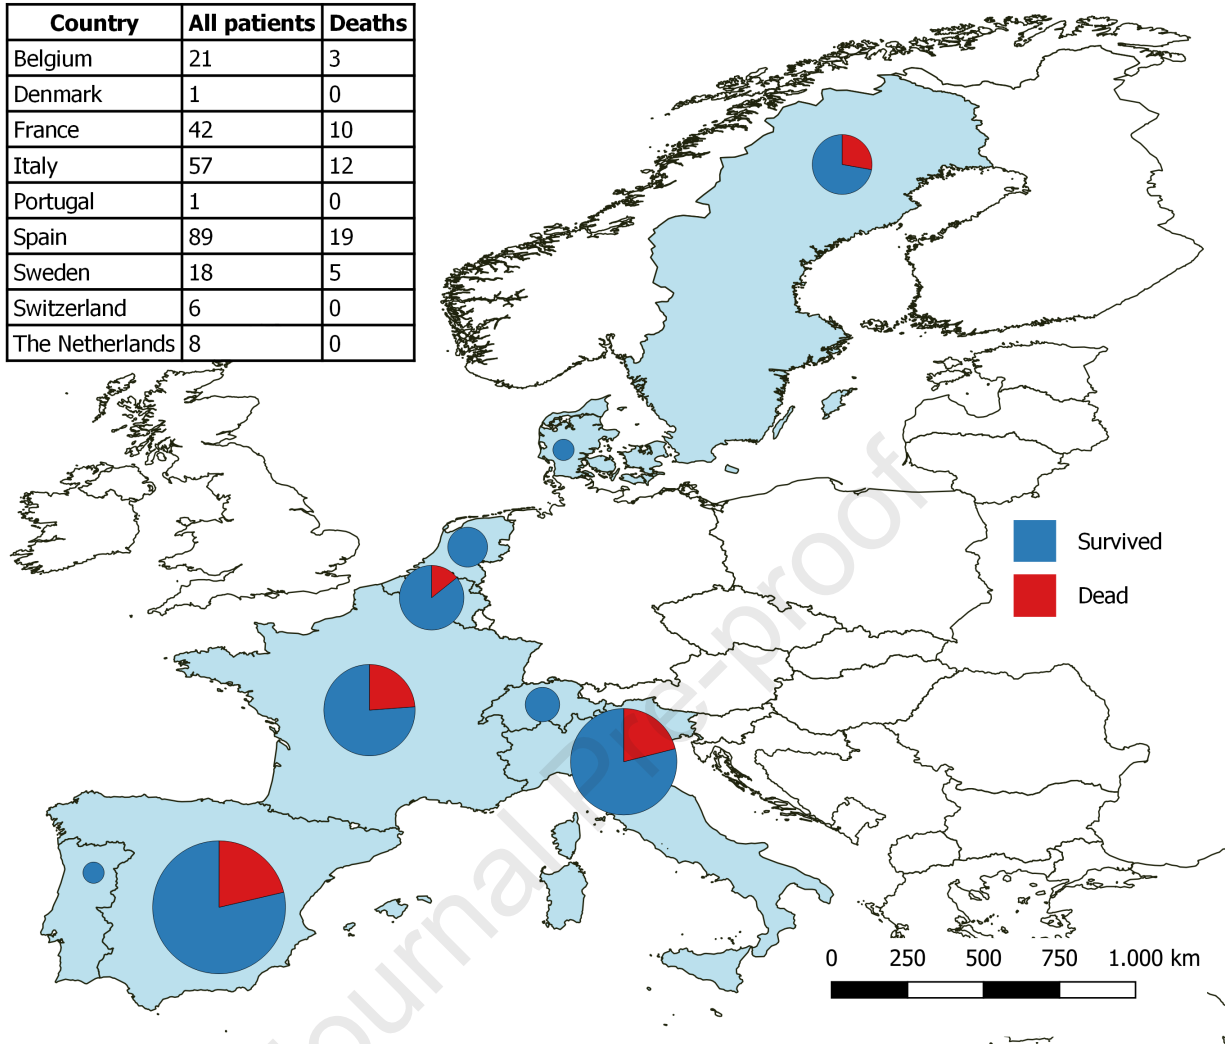 Country All patients Deaths
Belgium 21 3
Denmark 1 0
France 42 10
Italy 57 12
Portugal 1 0
Spain 89 19
Sweden 18 5
Switzerland 6 0
The Netherlands 8 0
Survived
Dead
0 250 500 750 1.000 km
Journal Pre-proof